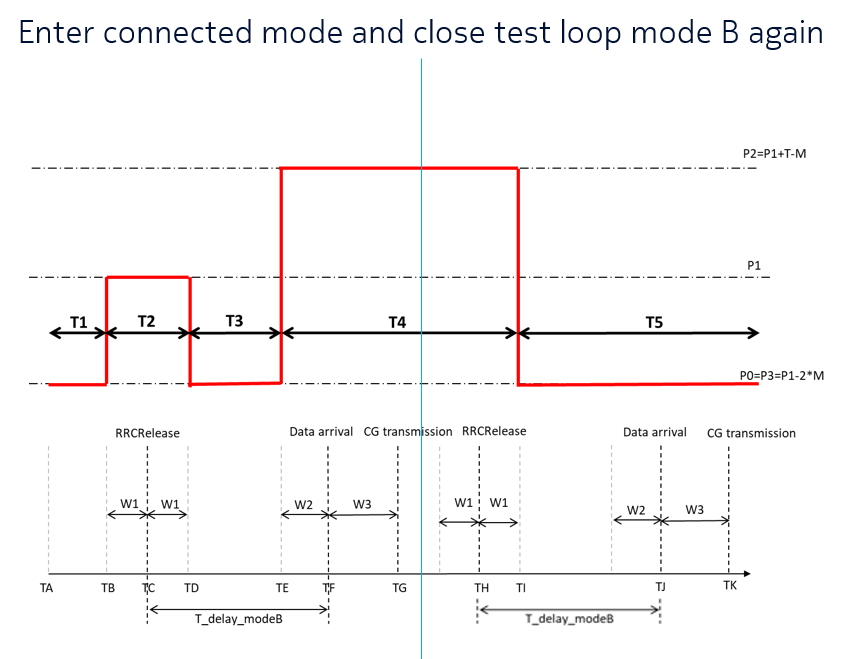 Enter connected mode and close test loop mode B again
P2=P1+T-M
P1
T1 T2 T3 T4 T5
P0=P3=P1-2*M
RRCRelease Data arrival CG transmission RRCRelease Data arrival CG transmission
W1 W1 W2 W3 W1 W1 W2 W3
TA TB TC TD TE TF TG TH TI TJ TK
T_delay_modeB T_delay_modeB